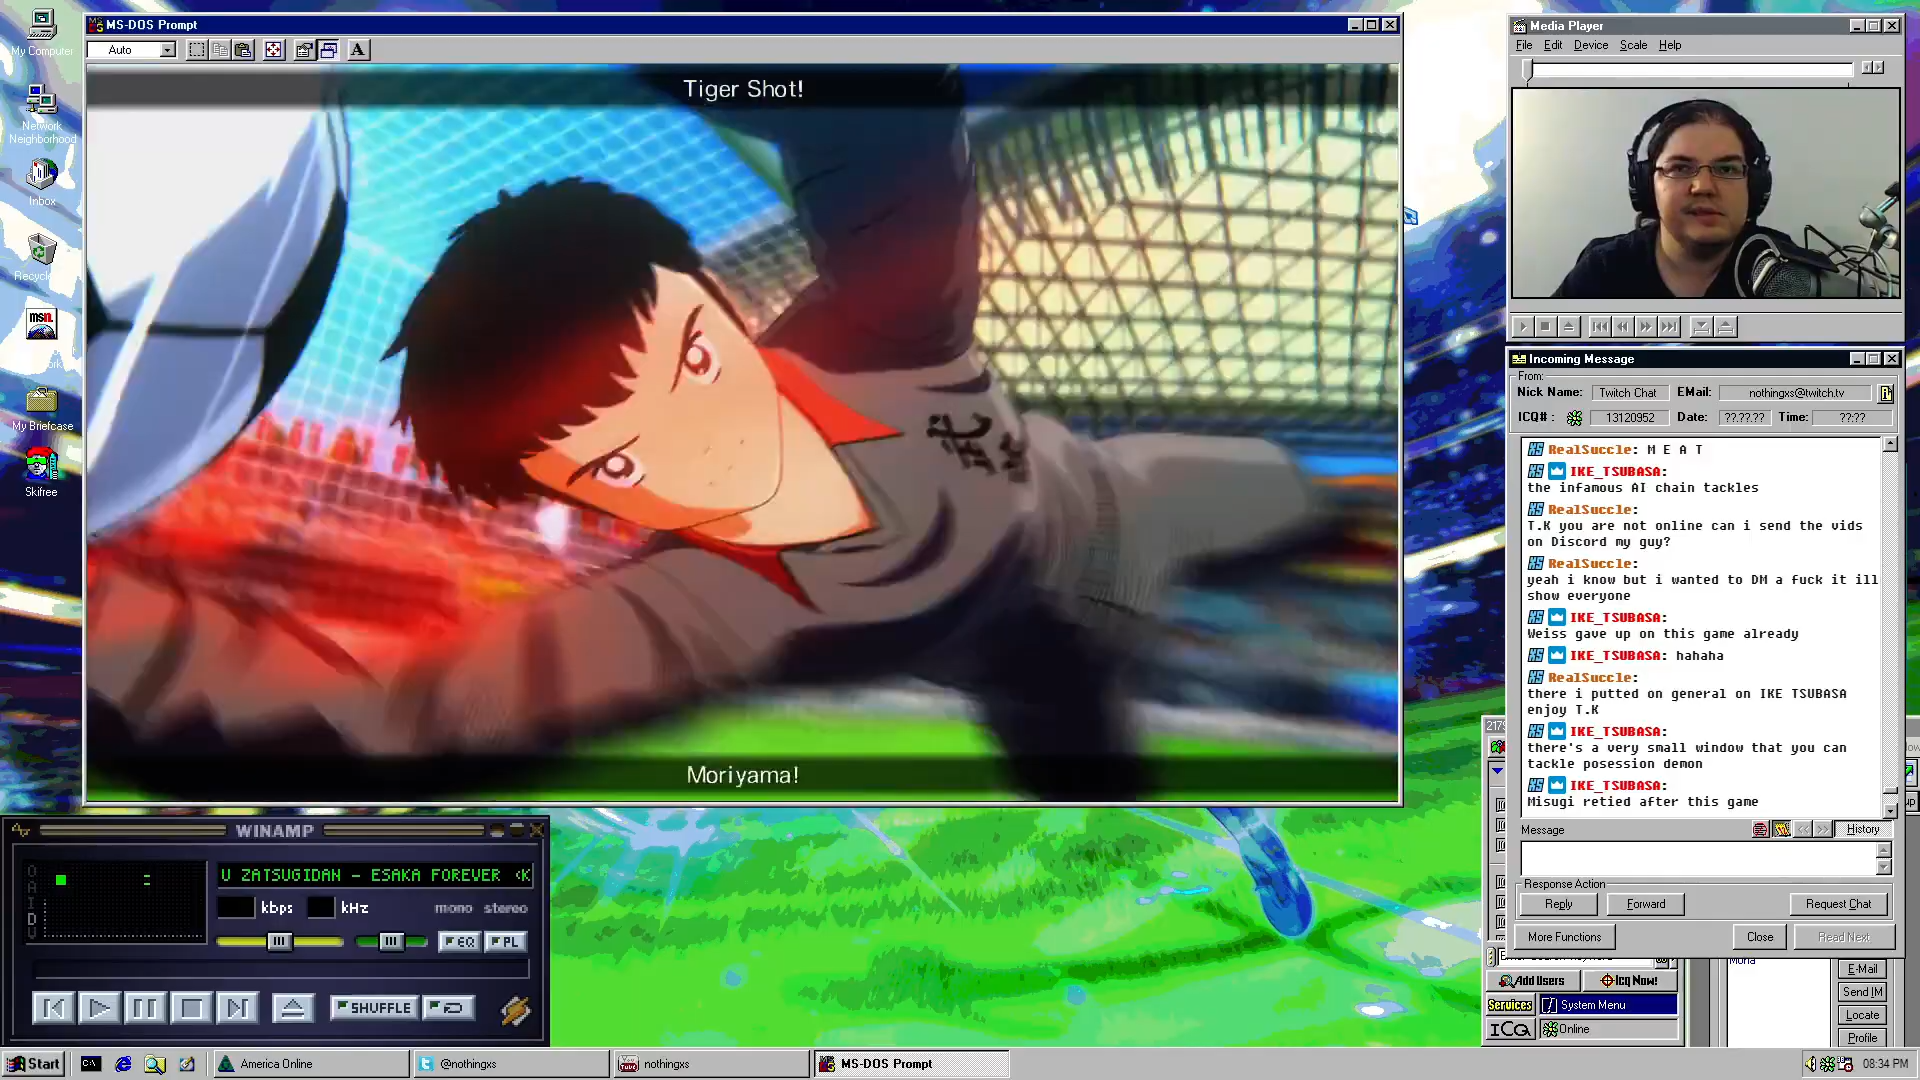 My Computer
Network
Neighborhood
Inbox
msn.
My Briefcase
Skifree
MS-DOS Prompt
Auto
A
Tiger Shot!
Moriyama!
WINAMP
U ZATSUGIDAN - ESAKA FOREVER <K
kbps
kHz
mono
stereo
EQ
PL
SHUFFLE
Media Player
File
Edit
Device
Scale
Help
Incoming Message
From:
Nick Name:
Twitch Chat
EMail:
nothingxs@twitch.tv
ICQ# :
13120952
Date:
??.??.??
Time:
??:??
RealSuccle: M E A T
IKE_TSUBASA:
the infamous AI chain tackles
RealSuccle:
T.K you are not online can i send the vids
on Discord my guy?
RealSuccle:
yeah i know but i wanted to DM a fuck it ill
show everyone
IKE_TSUBASA:
Weiss gave up on this game already
IKE_TSUBASA: hahaha
RealSuccle:
there i putted on general on IKE TSUBASA
enjoy T.K
IKE_TSUBASA:
there's a very small window that you can
tackle posession demon
IKE_TSUBASA:
Misugi retied after this game
Message
History
Response Action
Reply
Forward
Request Chat
More Functions
Close
Read Next
Add Users
Icq Now!
Services
System Menu
ICQ
Online
E-Mail
Send IM
Locate
Profile
Start
America Online
@nothingxs
nothingxs
MS-DOS Prompt
08:34 PM